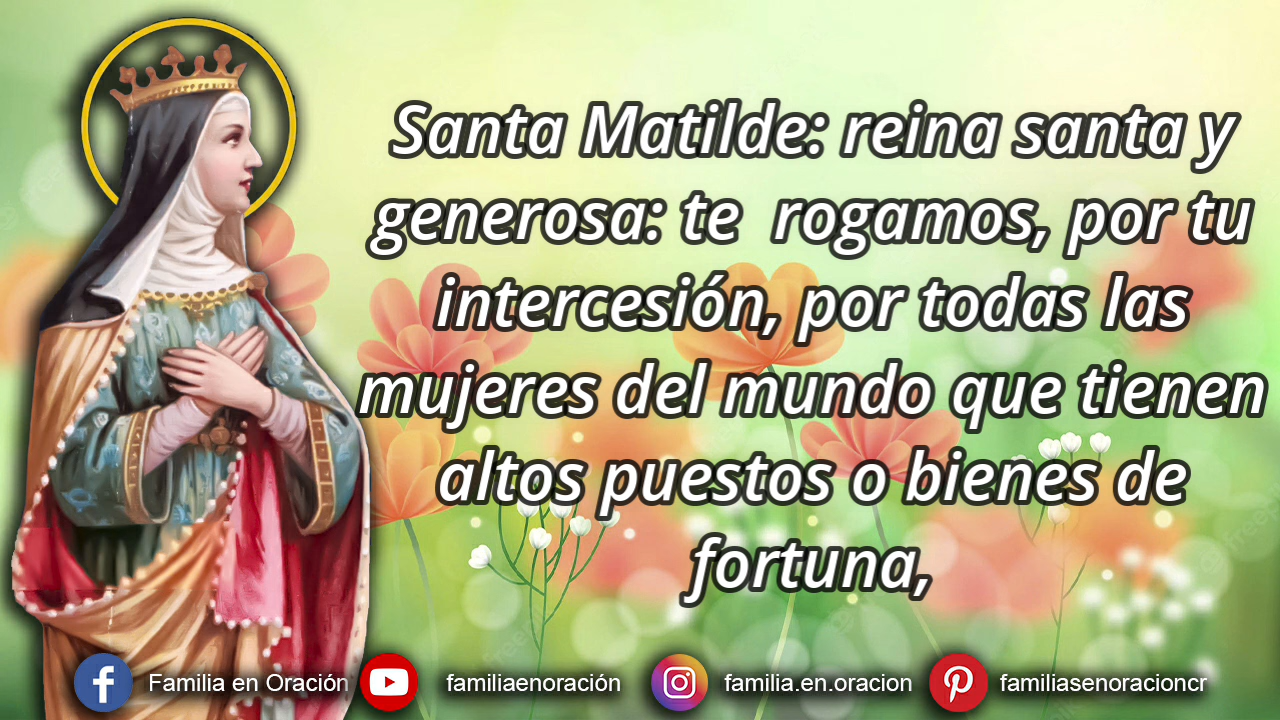 Santa Matilde: reina santa y
generosa: te rogamos, por tu
intercesión, por todas las
mujeres del mundo que tienen
altos puestos o bienes de
fortuna,
Familia en Oración
familiaenoración
familia.en.oracion
familiasenoracioncr